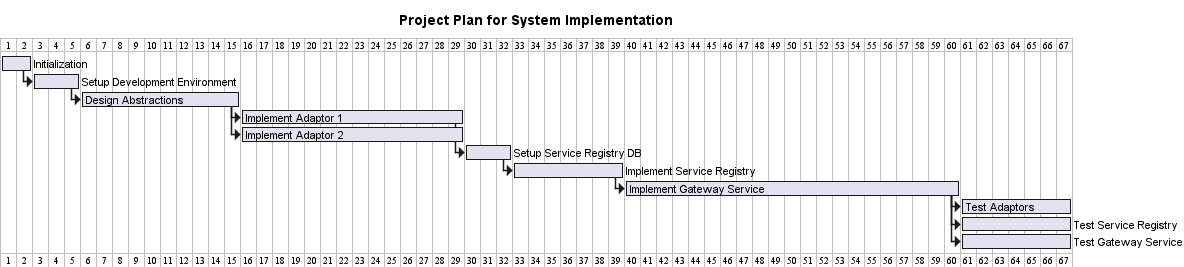 Project Plan for System Implementation
1 2 3 4 5 6 7 8 9 10 11 12 13 14 15 16 17 18 19 20 21 22 23 24 25 26 27 28 29 30 31 32 33 34 35 36 37 38 39 40 41 42 43 44 45 46 47 48 49 50 51 52 53 54 55 56 57 58 59 60 61 62 63 64 65 66 67
Initialization
Setup Development Environment
Design Abstractions
Implement Adaptor 1
Implement Adaptor 2
Setup Service Registry DB
Implement Service Registry
Implement Gateway Service
Test Adaptors
Test Service Registry
Test Gateway Service
1 2 3 4 5 6 7 8 9 10 11 12 13 14 15 16 17 18 19 20 21 22 23 24 25 26 27 28 29 30 31 32 33 34 35 36 37 38 39 40 41 42 43 44 45 46 47 48 49 50 51 52 53 54 55 56 57 58 59 60 61 62 63 64 65 66 67